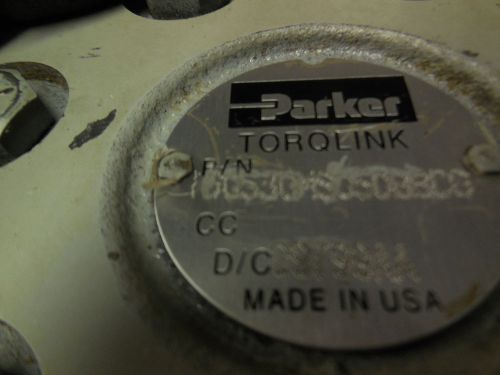 Parker
TORQLINK
P/N
CC
D/C
MADE IN USA